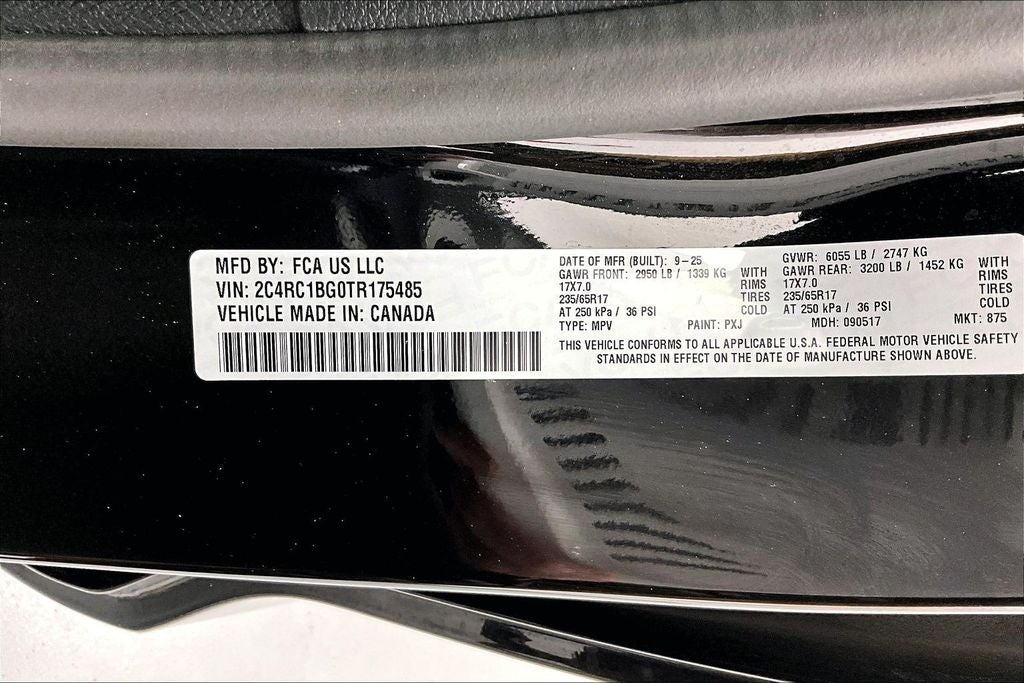 MFD BY: FCA US LLC
VIN: 2C4RC1BG0TR175485
VEHICLE MADE IN: CANADA
DATE OF MFR (BUILT): 9-25
GAWR FRONT: 2950 LB / 1339 KG WITH
17X7.0 RIMS
235/65R17 TIRES
AT 250 kPa / 36 PSI COLD
TYPE: MPV PAINT: PXJ
GVWR: 6055 LB / 2747 KG
GAWR REAR: 3200 LB / 1452 KG WITH
17X7.0 RIMS
235/65R17 TIRES
AT 250 kPa / 36 PSI COLD
MDH: 090517 MKT: 875
THIS VEHICLE CONFORMS TO ALL APPLICABLE U.S.A. FEDERAL MOTOR VEHICLE SAFETY
STANDARDS IN EFFECT ON THE DATE OF MANUFACTURE SHOWN ABOVE.